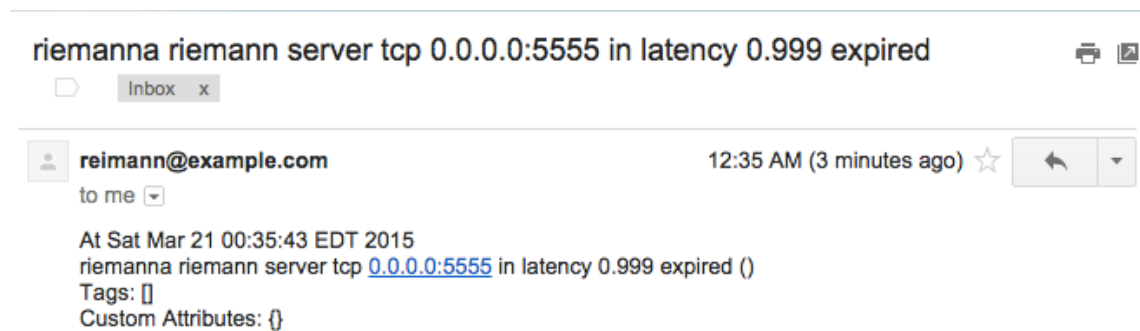 riemanna riemann server tcp 0.0.0.0:5555 in latency 0.999 expired
Inbox x
reimann@example.com 12:35 AM (3 minutes ago)
to me
At Sat Mar 21 00:35:43 EDT 2015
riemanna riemann server tcp 0.0.0.0:5555 in latency 0.999 expired ()
Tags: []
Custom Attributes: {}